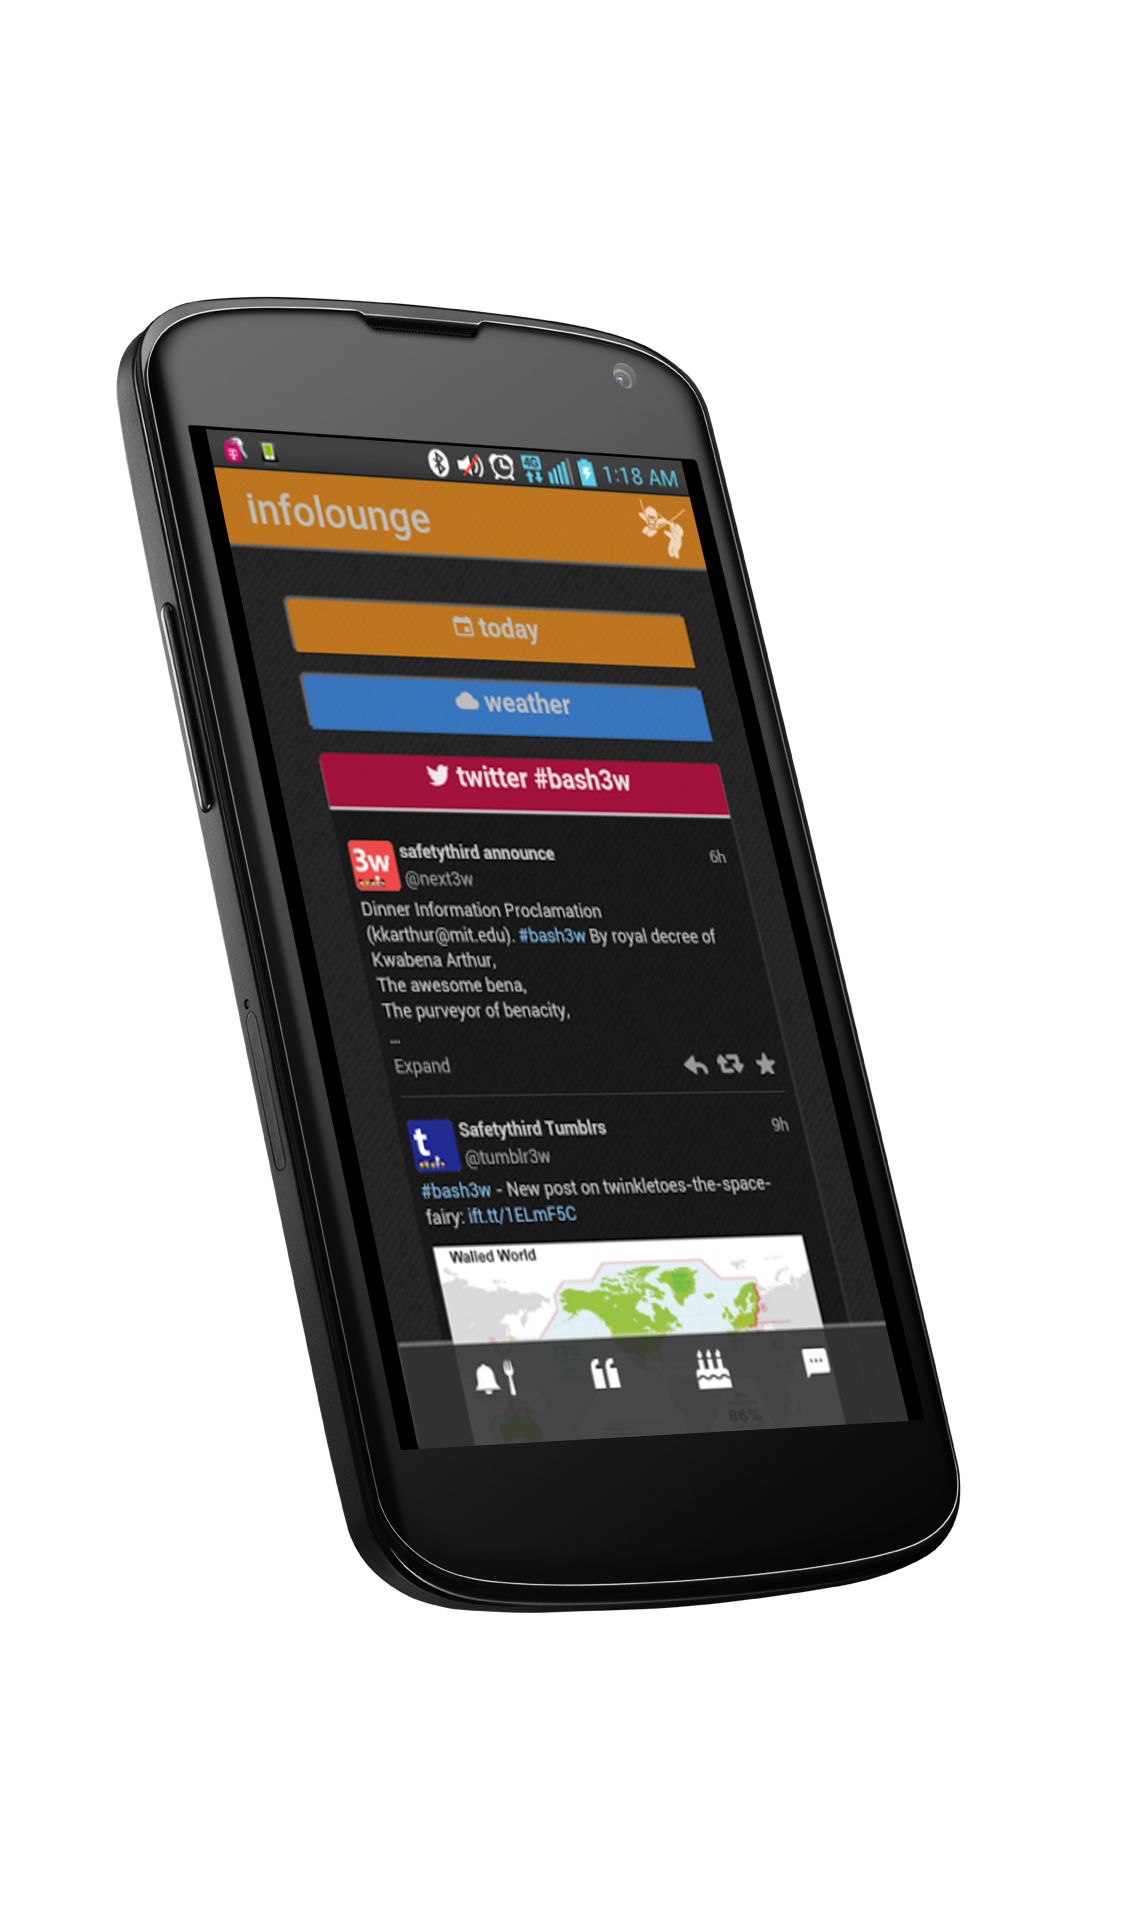 4G 1:18 AM
infolounge
today
weather
twitter #bash3w
3w
safetythird announce
6h
@next3w
Dinner Information Proclamation
(kkarthur@mit.edu). #bash3w By royal decree of
Kwabena Arthur,
The awesome bena,
The purveyor of benacity,
...
Expand
t.
Safetythird Tumblrs
9h
@tumblr3w
#bash3w - New post on twinkletoes-the-space-
fairy: ift.tt/1ELmF5C
Walled World
73%
86%